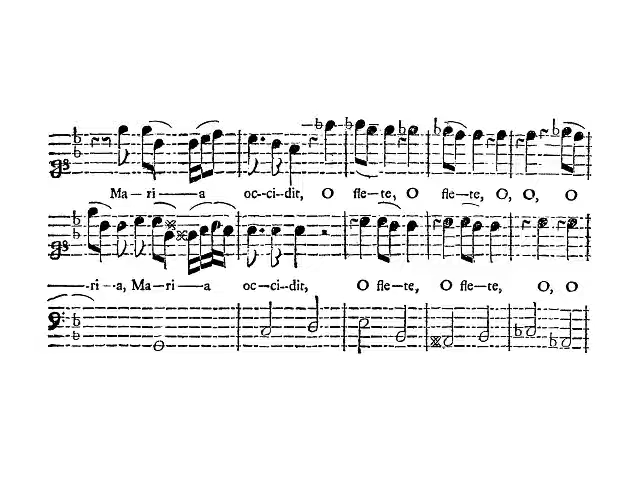 Ma-ri-a oc-ci-dit, O fle-te, O fle-te, O, O, O
-ri-a, Ma-ri-a oc-ci-dit, O fle-te, O fle-te, O, O